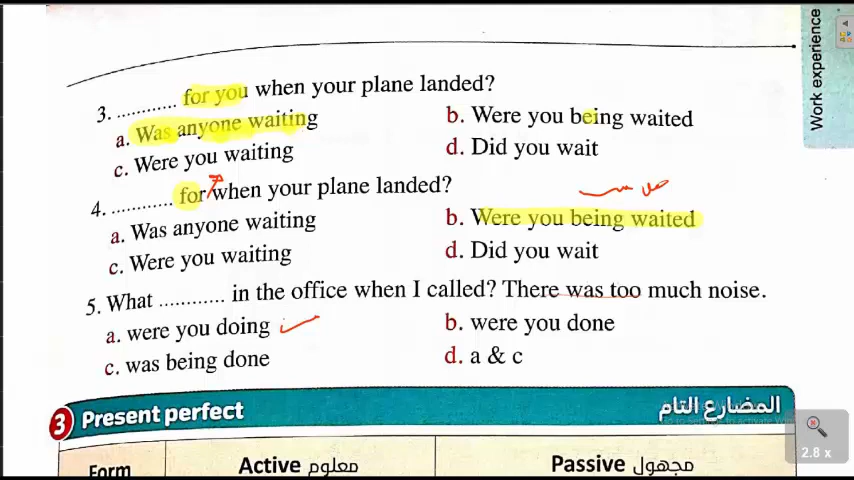 Work experience
3. ........... for you when your plane landed?
a. Was anyone waiting
b. Were you being waited
c. Were you waiting
d. Did you wait
4. ........... for when your plane landed?
a. Was anyone waiting
b. Were you being waited
c. Were you waiting
d. Did you wait
5. What ............ in the office when I called? There was too much noise.
a. were you doing
b. were you done
c. was being done
d. a & c
3 Present perfect المضارع التام
Form Active معلوم Passive مجهول
2.8 x